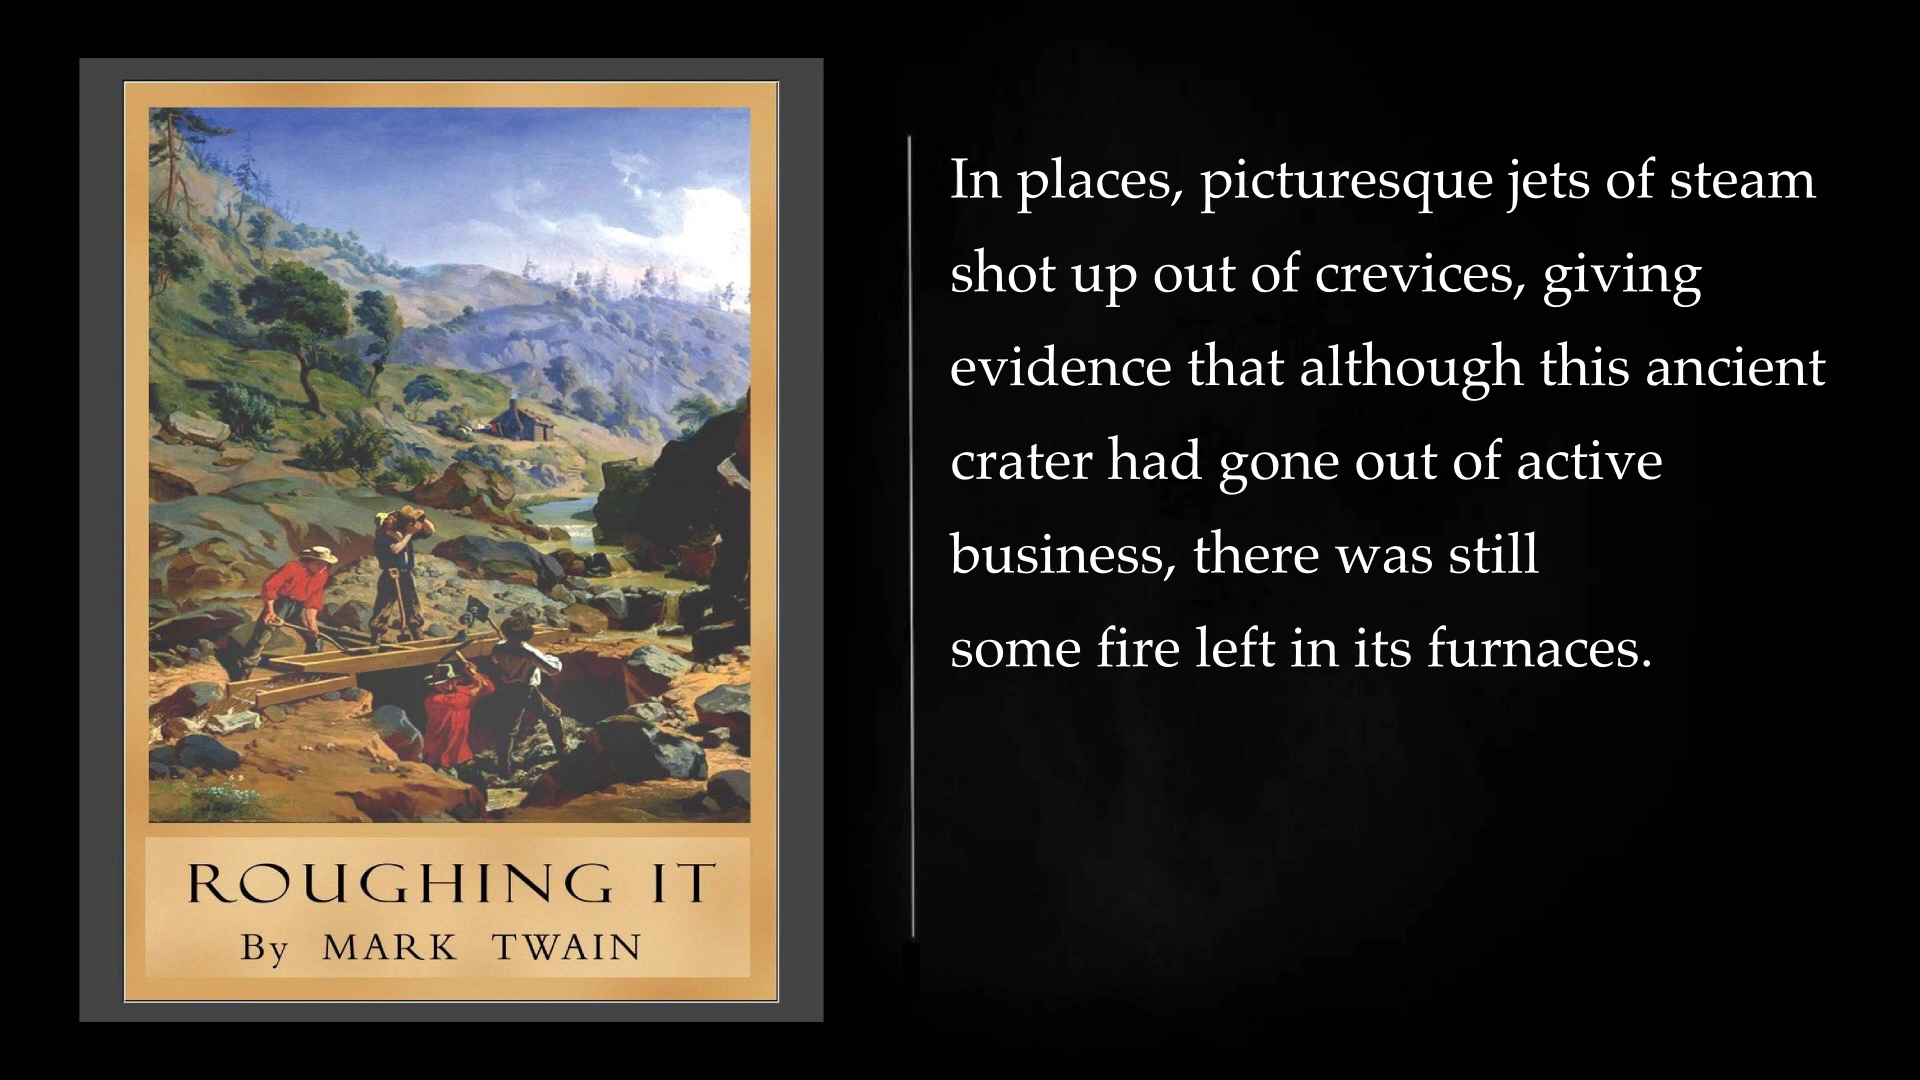 ROUGHING IT
By MARK TWAIN
In places, picturesque jets of steam
shot up out of crevices, giving
evidence that although this ancient
crater had gone out of active
business, there was still
some fire left in its furnaces.